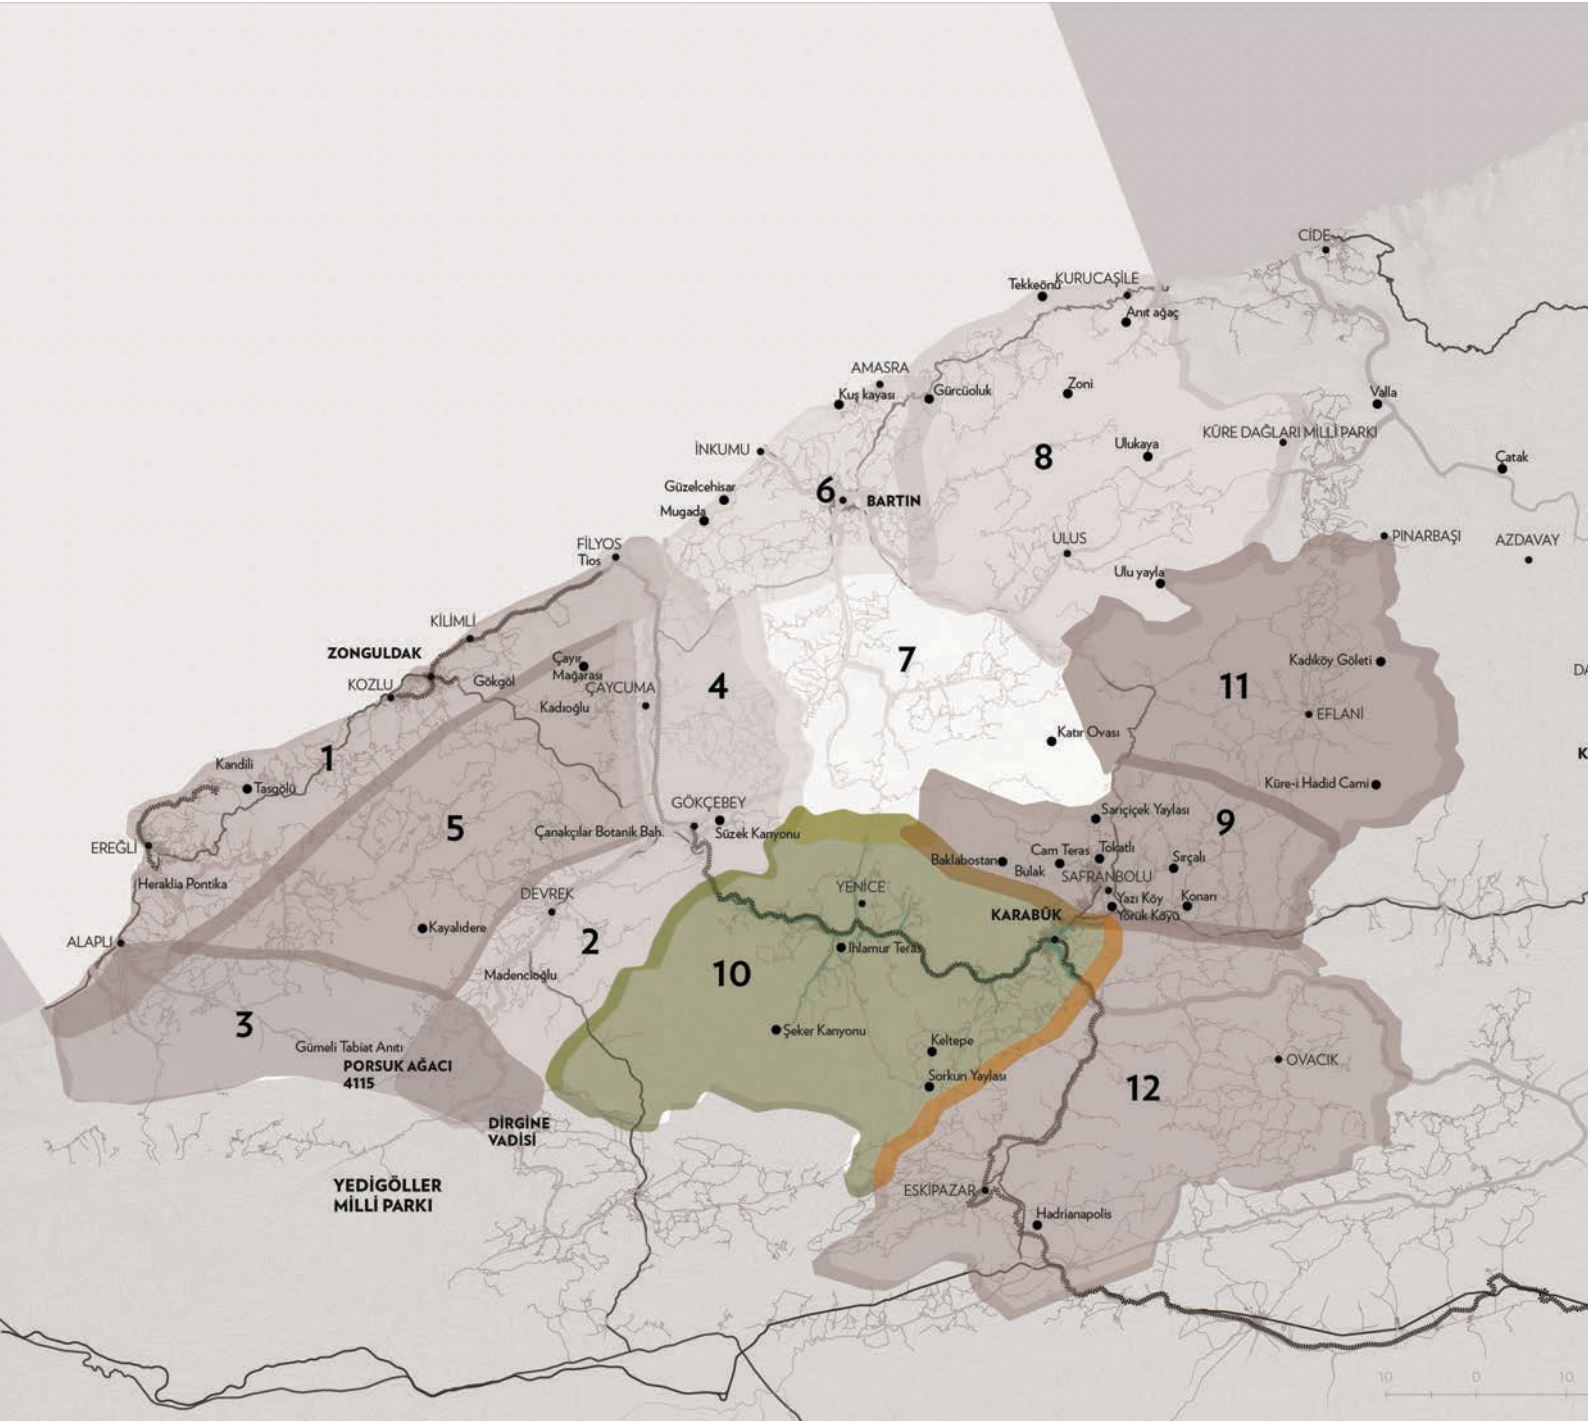 CİDE
Tekkeönü
KURUCAŞİLE
Anıt ağaç
AMASRA
Kuş kayası
Gürcüoluk
Zoni
Valla
KÜRE DAĞLARI MİLLİ PARKI
Ulukaya
8
İNKUMU
Çatak
Güzelcehisar
6
BARTIN
Mugada
ULUS
PINARBAŞI
AZDAVAY
FİLYOS
Tios
Ulu yayla
KİLİMLİ
ZONGULDAK
Çayır
Mağarası
Gökgöl
KOZLU
ÇAYCUMA
Kadıoğlu
4
7
11
Kadıköy Göleti
EFLANİ
Katır Ovası
1
Kandili
Taşgölü
Küre-i Hadid Cami
GÖKÇEBEY
Süzek Kanyonu
Çanakçılar Botanik Bah.
5
Sarıçiçek Yaylası
9
EREĞLİ
Baklabostan
Cam Teras
Tokatlı
Sırçalı
Bulak
SAFRANBOLU
Heraklia Pontika
DEVREK
YENİCE
Yazı Köy
Konarı
Yörük Köyü
KARABÜK
Kayalıdere
ALAPLI
2
Ihlamur Teras
Madencioğlu
10
3
Şeker Kanyonu
Gümeli Tabiat Anıtı
PORSUK AĞACI
4115
Keltepe
Sorkun Yaylası
OVACIK
12
DİRGİNE
VADİSİ
YEDİGÖLLER
MİLLİ PARKI
ESKİPAZAR
Hadrianapolis
10
0
10